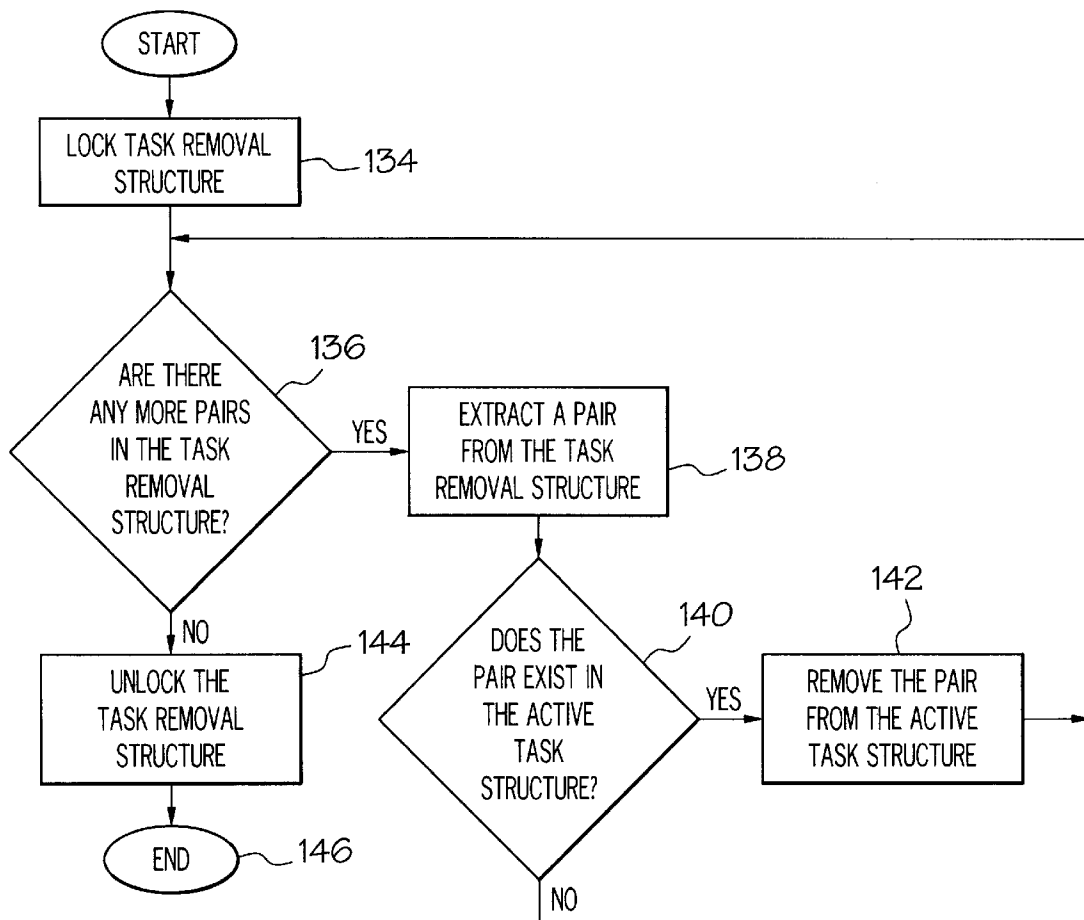 START
LOCK TASK REMOVAL
STRUCTURE
134
ARE THERE
ANY MORE PAIRS
IN THE TASK
REMOVAL
STRUCTURE?
136
YES
EXTRACT A PAIR
FROM THE TASK
REMOVAL STRUCTURE
138
NO
UNLOCK THE
TASK REMOVAL
STRUCTURE
144
END
146
DOES THE
PAIR EXIST IN
THE ACTIVE
TASK
STRUCTURE?
140
YES
REMOVE THE PAIR
FROM THE ACTIVE
TASK STRUCTURE
142
NO